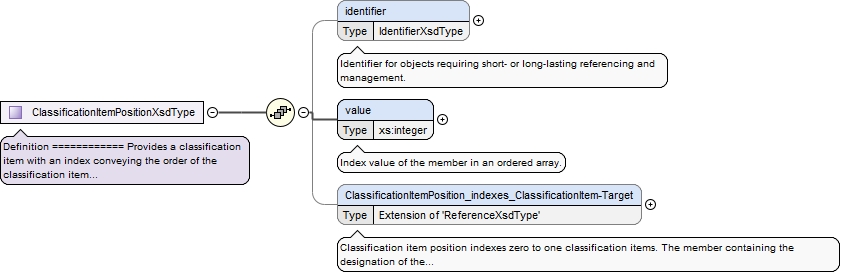 identifier
Type IdentifierXsdType
Identifier for objects requiring short- or long-lasting referencing and
management.
ClassificationItemPositionXsdType
Definition ============ Provides a classification
item with an index conveying the order of the
classification item...
value
Type xs:integer
Index value of the member in an ordered array.
ClassificationItemPosition_indexes_ClassificationItem-Target
Type Extension of 'ReferenceXsdType'
Classification item position indexes zero to one classification items. The member containing the
designation of the...